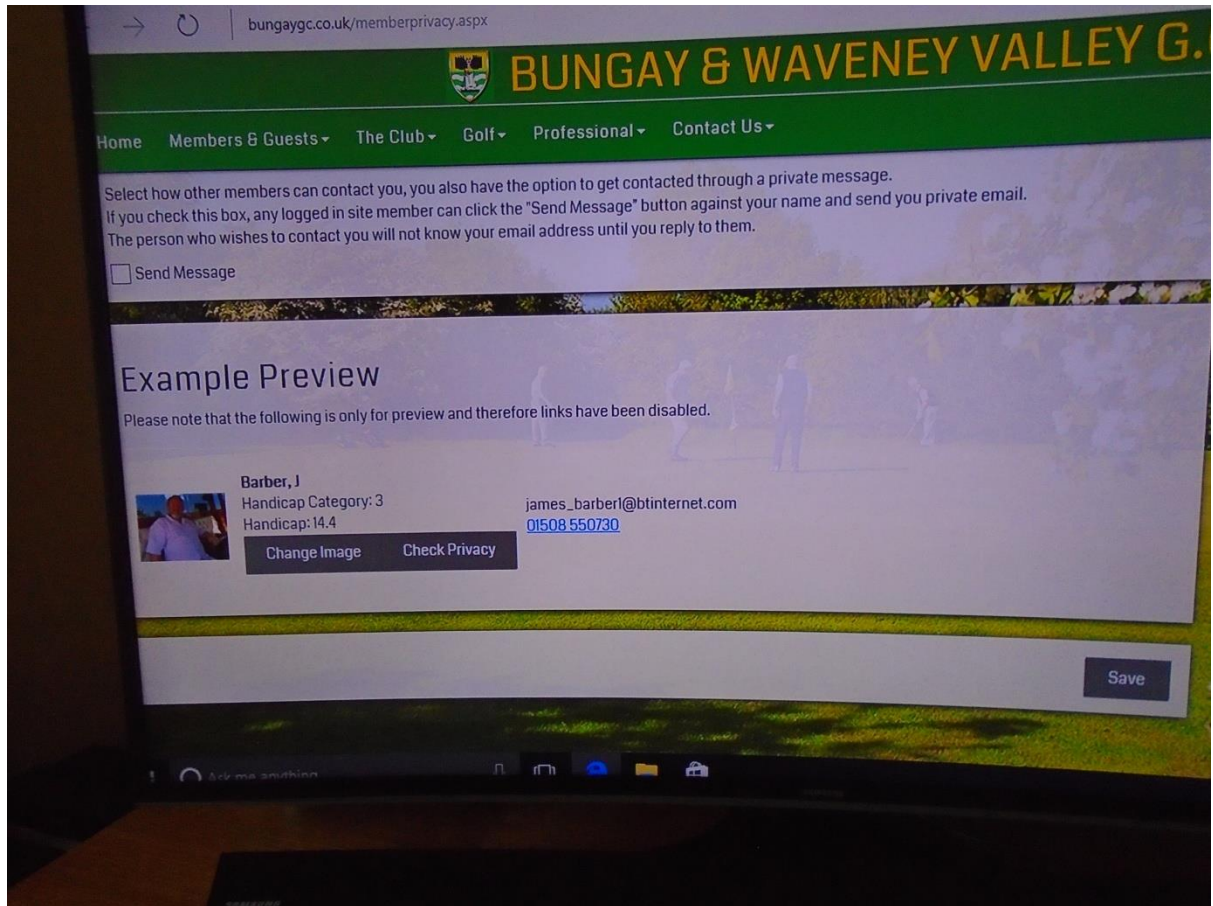 bungaygc.co.uk/memberprivacy.aspx
BUNGAY & WAVENEY VALLEY G.
Home Members & Guests The Club Golf Professional Contact Us
Select how other members can contact you, you also have the option to get contacted through a private message.
If you check this box, any logged in site member can click the "Send Message" button against your name and send you private email.
The person who wishes to contact you will not know your email address until you reply to them.
Send Message
Example Preview
Please note that the following is only for preview and therefore links have been disabled.
Barber, J
Handicap Category: 3
Handicap: 14.4
james_barber1@btinternet.com
01508 550730
Change Image Check Privacy
Save
Ask me anything
SAMSUNG